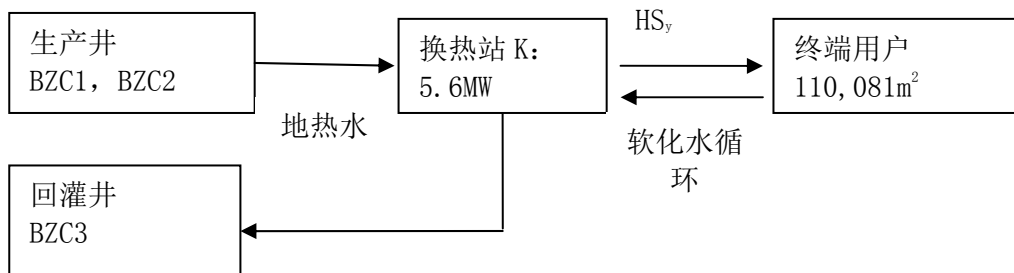 生产井
BZC1，BZC2
换热站 K：
5.6MW
HSy
终端用户
110,081m²
地热水
软化水循
环
回灌井
BZC3